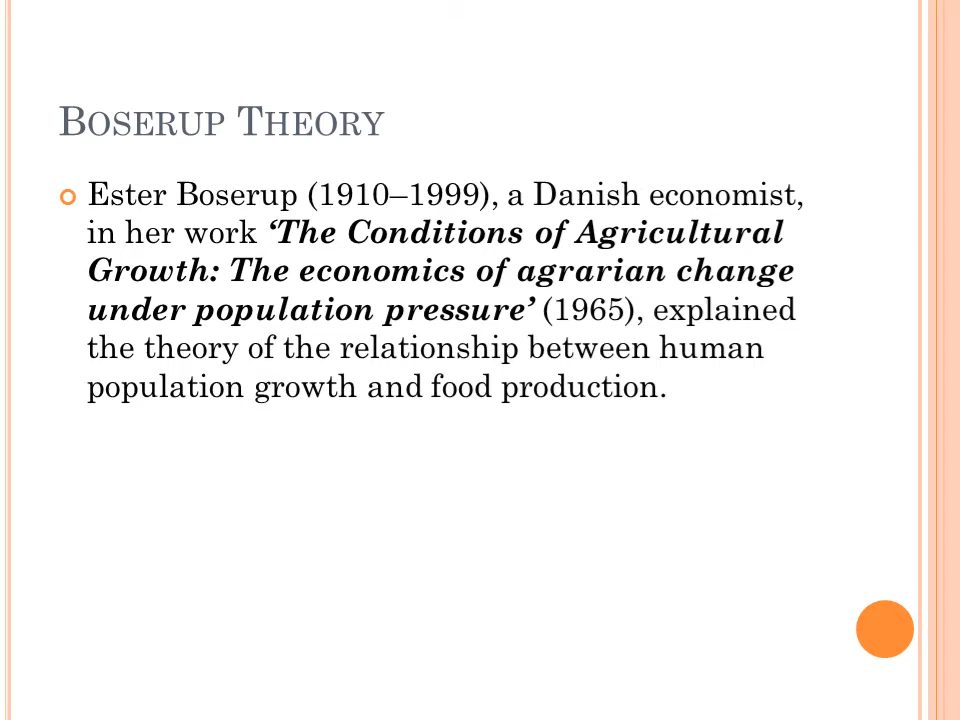 BOSERUP THEORY
Ester Boserup (1910–1999), a Danish economist,
in her work ‘The Conditions of Agricultural
Growth: The economics of agrarian change
under population pressure’ (1965), explained
the theory of the relationship between human
population growth and food production.